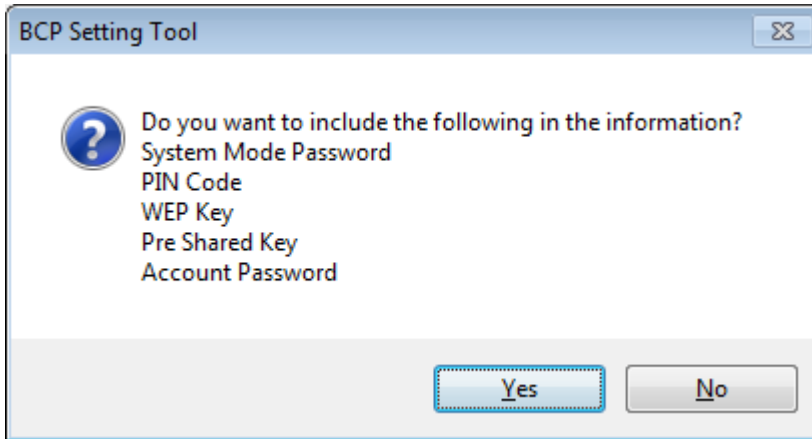 BCP Setting Tool
Do you want to include the following in the information?
System Mode Password
PIN Code
WEP Key
Pre Shared Key
Account Password
Yes
No